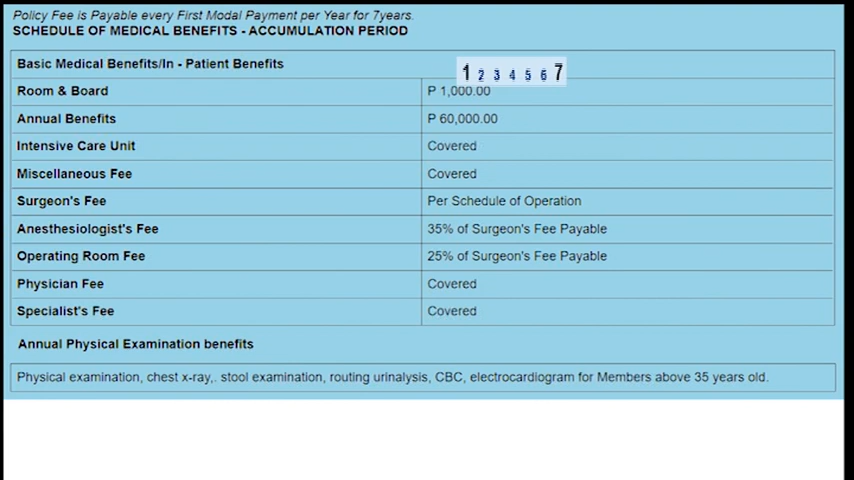 Policy Fee is Payable every First Modal Payment per Year for 7years.
SCHEDULE OF MEDICAL BENEFITS - ACCUMULATION PERIOD
Basic Medical Benefits/In - Patient Benefits
1 2 3 4 5 6 7
Room & Board P 1,000.00
Annual Benefits P 60,000.00
Intensive Care Unit Covered
Miscellaneous Fee Covered
Surgeon's Fee Per Schedule of Operation
Anesthesiologist's Fee 35% of Surgeon's Fee Payable
Operating Room Fee 25% of Surgeon's Fee Payable
Physician Fee Covered
Specialist's Fee Covered
Annual Physical Examination benefits
Physical examination, chest x-ray,. stool examination, routing urinalysis, CBC, electrocardiogram for Members above 35 years old.